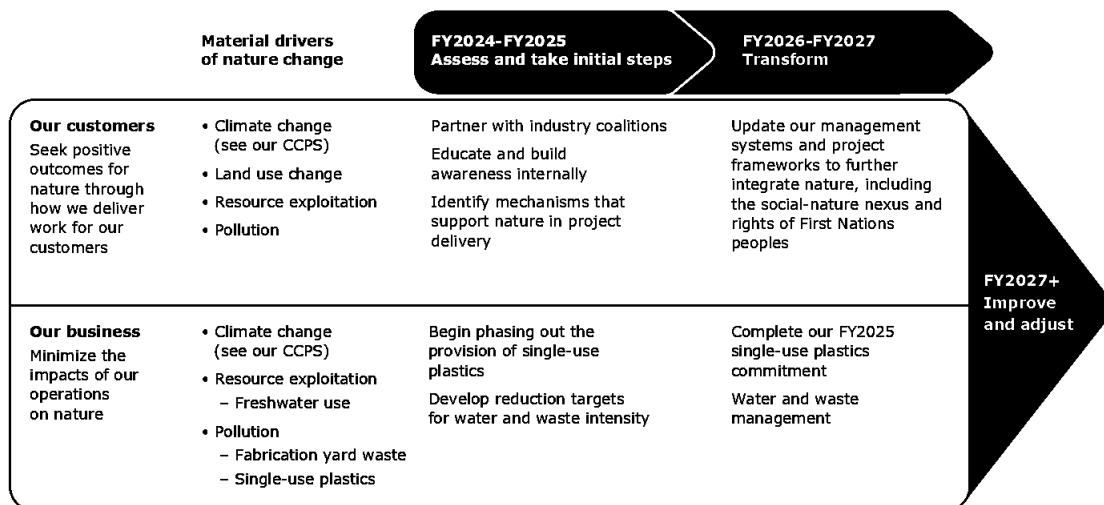 Material drivers
of nature change
FY2024-FY2025
Assess and take initial steps
FY2026-FY2027
Transform
Our customers
Seek positive
outcomes for
nature through
how we deliver
work for our
customers
• Climate change
(see our CCPS)
• Land use change
• Resource exploitation
• Pollution
Partner with industry coalitions
Educate and build
awareness internally
Identify mechanisms that
support nature in project
delivery
Update our management
systems and project
frameworks to further
integrate nature, including
the social-nature nexus and
rights of First Nations
peoples
Our business
Minimize the
impacts of our
operations
on nature
• Climate change
(see our CCPS)
• Resource exploitation
– Freshwater use
• Pollution
– Fabrication yard waste
– Single-use plastics
Begin phasing out the
provision of single-use
plastics
Develop reduction targets
for water and waste intensity
Complete our FY2025
single-use plastics
commitment
Water and waste
management
FY2027+
Improve
and adjust